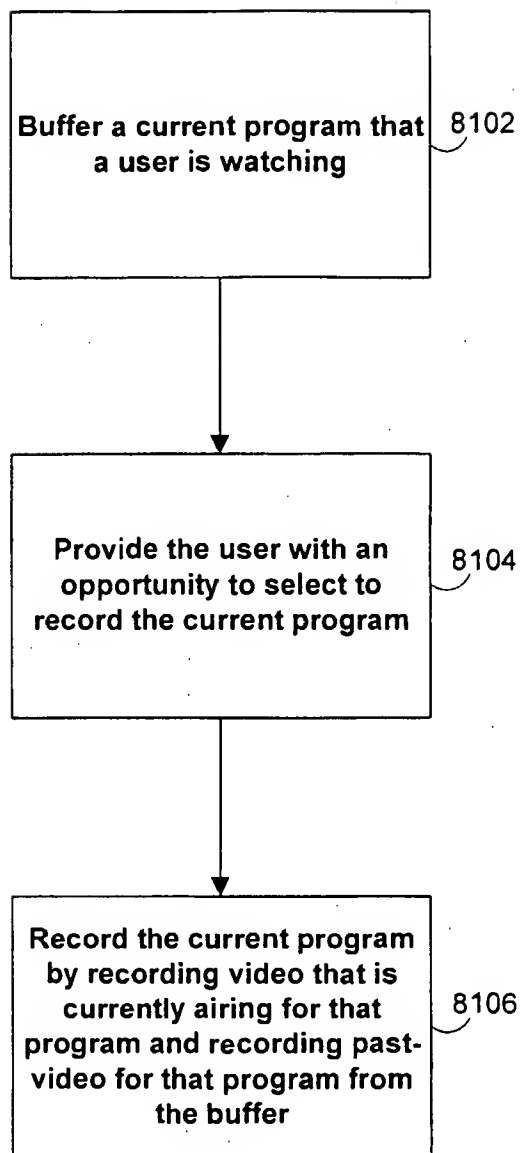 Buffer a current program that
a user is watching
8102
Provide the user with an
opportunity to select to
record the current program
8104
Record the current program
by recording video that is
currently airing for that
program and recording past-
video for that program from
the buffer
8106